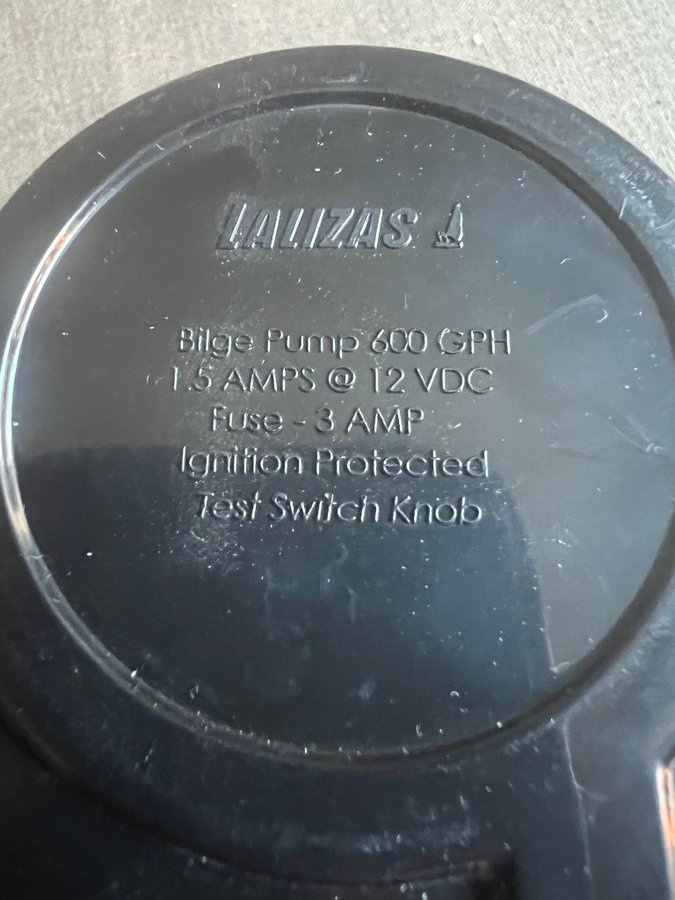 LALIZAS
Bilge Pump 600 GPH
1.5 AMPS @ 12 VDC
Fuse - 3 AMP
Ignition Protected
Test Switch Knob